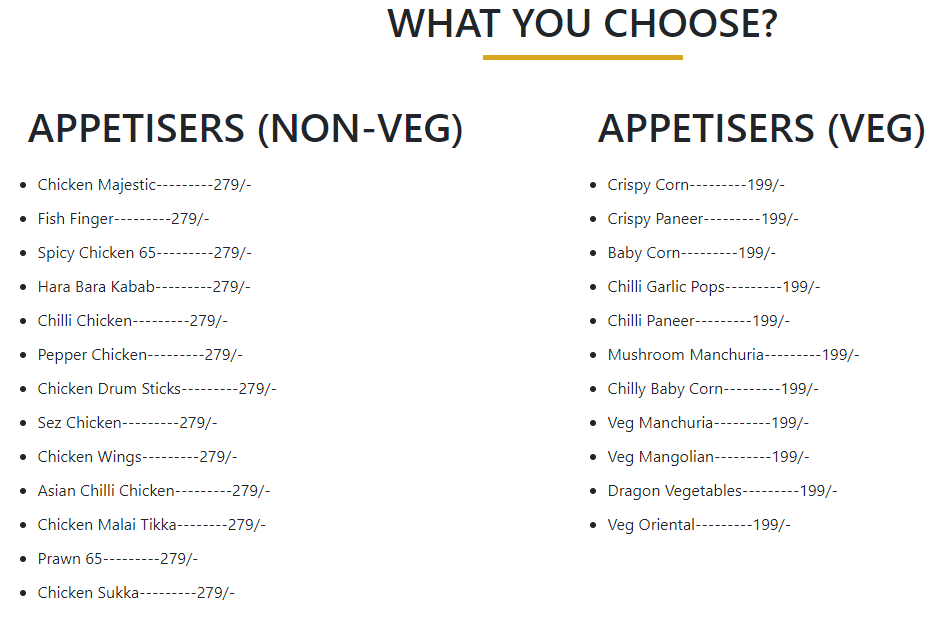 WHAT YOU CHOOSE?
APPETISERS (NON-VEG)
Chicken Majestic---------279/-
Fish Finger---------279/-
Spicy Chicken 65---------279/-
Hara Bara Kabab---------279/-
Chilli Chicken---------279/-
Pepper Chicken---------279/-
Chicken Drum Sticks---------279/-
Sez Chicken---------279/-
Chicken Wings---------279/-
Asian Chilli Chicken---------279/-
Chicken Malai Tikka--------279/-
Prawn 65---------279/-
Chicken Sukka---------279/-
APPETISERS (VEG)
Crispy Corn---------199/-
Crispy Paneer---------199/-
Baby Corn---------199/-
Chilli Garlic Pops---------199/-
Chilli Paneer---------199/-
Mushroom Manchuria---------199/-
Chilly Baby Corn---------199/-
Veg Manchuria---------199/-
Veg Mangolian---------199/-
Dragon Vegetables---------199/-
Veg Oriental---------199/-